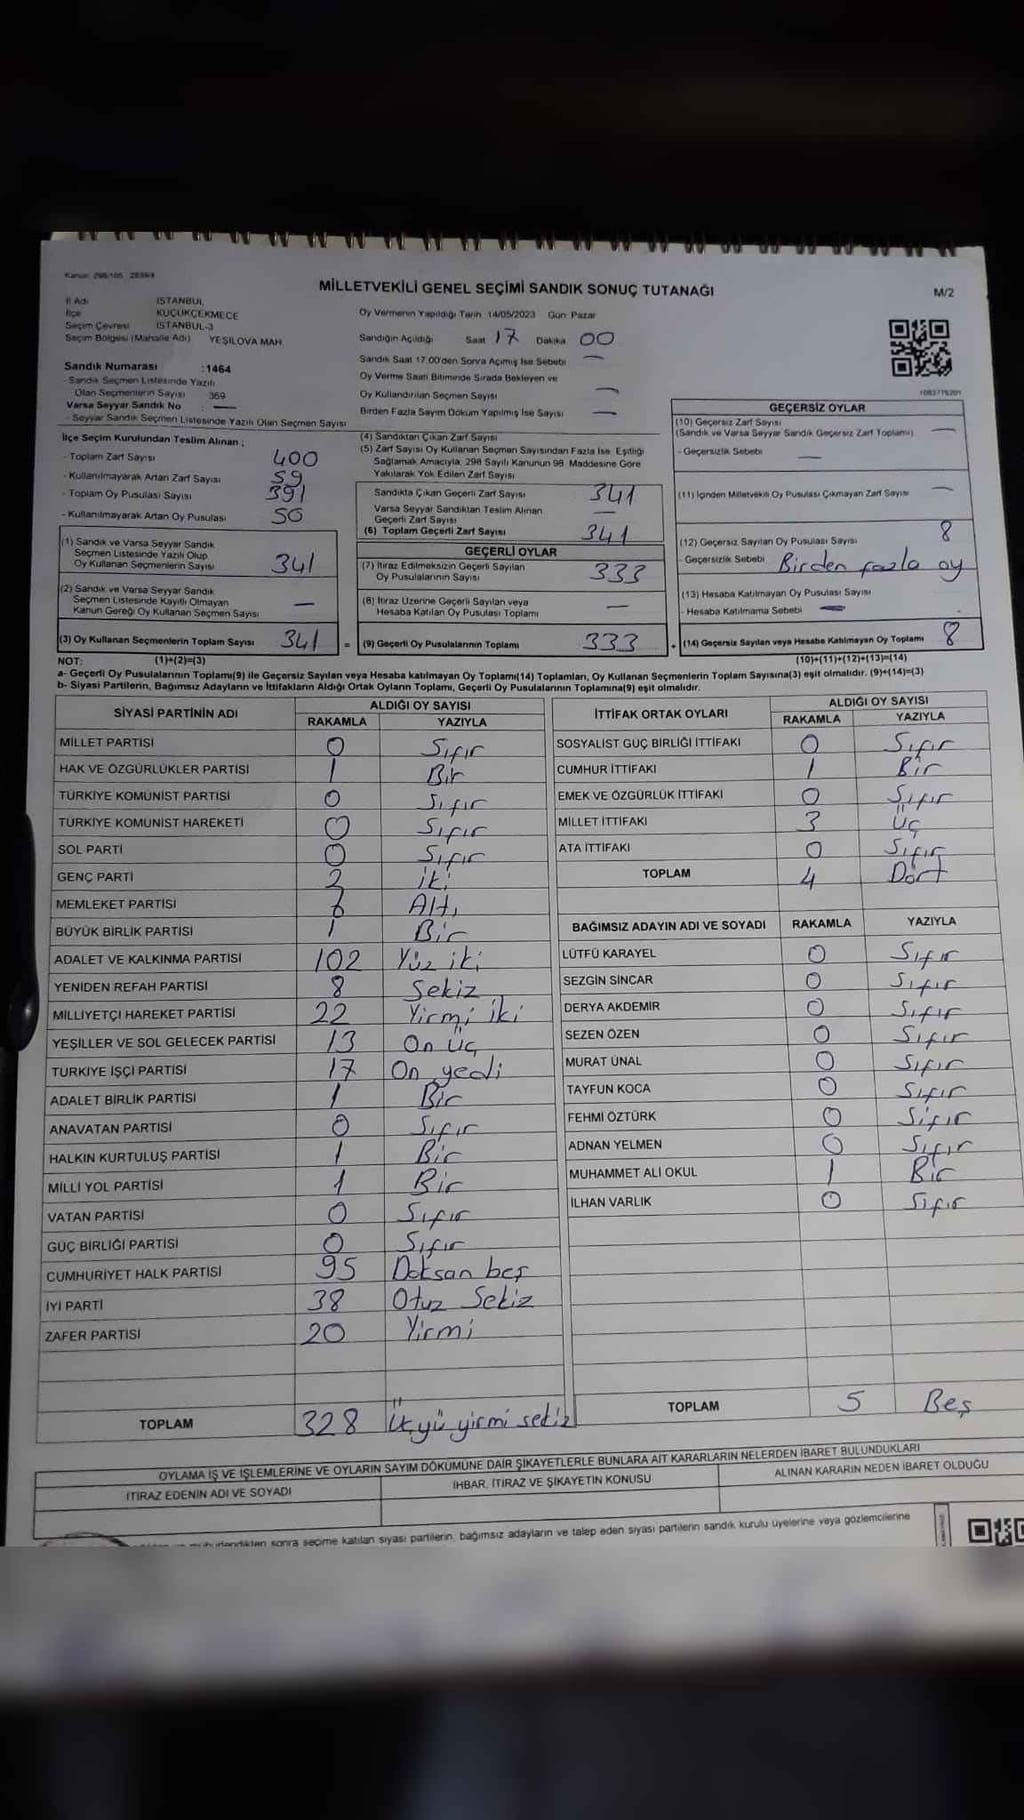 Kanun: 298/105
MİLLETVEKİLİ GENEL SEÇİMİ SANDIK SONUÇ TUTANAĞI
M/2
İl Adı İSTANBUL
İlçe KÜÇÜKÇEKMECE
Seçim Çevresi İSTANBUL-3
Seçim Bölgesi (Mahalle Adı) YEŞİLOVA MAH.
Sandık Numarası : 1464
- Sandık Seçmen Listesinde Yazılı
Olan Seçmenlerin Sayısı 369
Varsa Seyyar Sandık No —
- Seyyar Sandık Seçmen Listesinde Yazılı Olan Seçmen Sayısı
Oy Vermenin Yapıldığı Tarih 14/05/2023 Gün Pazar
Sandığın Açıldığı Saat 17 Dakika 00
Sandık Saat 17.00'den Sonra Açımış İse Sebebi —
Oy Verme Saati Bitiminde Sırada Bekleyen ve
Oy Kullandırılan Seçmen Sayısı —
Birden Fazla Sayım Döküm Yapılmış İse Sayısı —
İlçe Seçim Kurulundan Teslim Alınan ;
- Toplam Zarf Sayısı 400
- Kullanılmayarak Artan Zarf Sayısı 59
- Toplam Oy Pusulası Sayısı 391
- Kullanılmayarak Artan Oy Pusulası 50
(1) Sandık ve Varsa Seyyar Sandık
Seçmen Listesinde Yazılı Olup
Oy Kullanan Seçmenlerin Sayısı 341
(2) Sandık ve Varsa Seyyar Sandık
Seçmen Listesinde Kayıtlı Olmayan
Kanun Gereği Oy Kullanan Seçmen Sayısı —
(3) Oy Kullanan Seçmenlerin Toplam Sayısı 341 =
(4) Sandıktan Çıkan Zarf Sayısı
(5) Zarf Sayısı Oy Kullanan Seçmen Sayısından Fazla İse, Eşitliği
Sağlamak Amacıyla, 298 Sayılı Kanunun 98. Maddesine Göre
Yakılarak Yok Edilen Zarf Sayısı
Sandıkta Çıkan Geçerli Zarf Sayısı 341
Varsa Seyyar Sandıktan Teslim Alınan
Geçerli Zarf Sayısı —
(6) Toplam Geçerli Zarf Sayısı 341
GEÇERLİ OYLAR
(7) İtiraz Edilmeksizin Geçerli Sayılan
Oy Pusulalarının Sayısı 333
(8) İtiraz Üzerine Geçerli Sayılan veya
Hesaba Katılan Oy Pusulası Toplamı —
(9) Geçerli Oy Pusulalarının Toplamı 333 +
GEÇERSİZ OYLAR
(10) Geçersiz Zarf Sayısı
(Sandık ve Varsa Seyyar Sandık Geçersiz Zarf Toplamı) —
- Geçersizlik Sebebi —
(11) İçinden Milletvekili Oy Pusulası Çıkmayan Zarf Sayısı —
(12) Geçersiz Sayılan Oy Pusulası Sayısı 8
- Geçersizlik Sebebi Birden fazla oy
(13) Hesaba Katılmayan Oy Pusulası Sayısı
- Hesaba Katılmama Sebebi —
(14) Geçersiz Sayılan veya Hesaba Katılmayan Oy Toplamı 8
NOT: (1)+(2)=(3) (10)+(11)+(12)+(13)=(14)
a- Geçerli Oy Pusulalarının Toplamı(9) ile Geçersiz Sayılan veya Hesaba katılmayan Oy Toplamı(14) Toplamları, Oy Kullanan Seçmenlerin Toplam Sayısına(3) eşit olmalıdır. (9)+(14)=(3)
b- Siyasi Partilerin, Bağımsız Adayların ve İttifakların Aldığı Ortak Oyların Toplamı, Geçerli Oy Pusulalarının Toplamına(9) eşit olmalıdır.
SİYASİ PARTİNİN ADI ALDIĞI OY SAYISI
RAKAMLA YAZIYLA
MİLLET PARTİSİ 0 Sıfır
HAK VE ÖZGÜRLÜKLER PARTİSİ 1 Bir
TÜRKİYE KOMÜNİST PARTİSİ 0 Sıfır
TÜRKİYE KOMÜNİST HAREKETİ 0 Sıfır
SOL PARTİ 0 Sıfır
GENÇ PARTİ 2 iki
MEMLEKET PARTİSİ Altı
BÜYÜK BİRLİK PARTİSİ 1 Bir
ADALET VE KALKINMA PARTİSİ 102 Yüz iki
YENİDEN REFAH PARTİSİ 8 Sekiz
MİLLİYETÇİ HAREKET PARTİSİ 22 Yirmi iki
YEŞİLLER VE SOL GELECEK PARTİSİ 13 On üç
TÜRKİYE İŞÇİ PARTİSİ 17 On yedi
ADALET BİRLİK PARTİSİ 1 Bir
ANAVATAN PARTİSİ 0 Sıfır
HALKIN KURTULUŞ PARTİSİ 1 Bir
MİLLİ YOL PARTİSİ 1 Bir
VATAN PARTİSİ 0 Sıfır
GÜÇ BİRLİĞİ PARTİSİ 0 Sıfır
CUMHURİYET HALK PARTİSİ 95 Doksan beş
İYİ PARTİ 38 Otuz Sekiz
ZAFER PARTİSİ 20 Yirmi
TOPLAM 328 Üçyü yirmi sekiz
İTTİFAK ORTAK OYLARI ALDIĞI OY SAYISI
RAKAMLA YAZIYLA
SOSYALİST GÜÇ BİRLİĞİ İTTİFAKI 0 Sıfır
CUMHUR İTTİFAKI 1 Bir
EMEK VE ÖZGÜRLÜK İTTİFAKI 0 Sıfır
MİLLET İTTİFAKI 3 Üç
ATA İTTİFAKI 0 Sıfır
TOPLAM 4 Dört
BAĞIMSIZ ADAYIN ADI VE SOYADI RAKAMLA YAZIYLA
LÜTFÜ KARAYEL 0 Sıfır
SEZGİN SİNCAR 0 Sıfır
DERYA AKDEMİR 0 Sıfır
SEZEN ÖZEN 0 Sıfır
MURAT ÜNAL 0 Sıfır
TAYFUN KOCA 0 Sıfır
FEHMİ ÖZTÜRK 0 Sıfır
ADNAN YELMEN 0 Sıfır
MUHAMMET ALİ OKUL 1 Bir
İLHAN VARLIK 0 Sıfır
TOPLAM 5 Beş
OYLAMA İŞ VE İŞLEMLERİNE VE OYLARIN SAYIM DÖKÜMÜNE DAİR ŞİKAYETLERLE BUNLARA AİT KARARLARIN NELERDEN İBARET BULUNDUKLARI
İTİRAZ EDENİN ADI VE SOYADI İHBAR, İTİRAZ VE ŞİKAYETİN KONUSU ALINAN KARARIN NEDEN İBARET OLDUĞU
sonra seçime katılan siyasi partilerin, bağımsız adayların ve talep eden siyasi partilerin sandık kurulu üyelerine veya gözlemcilerine